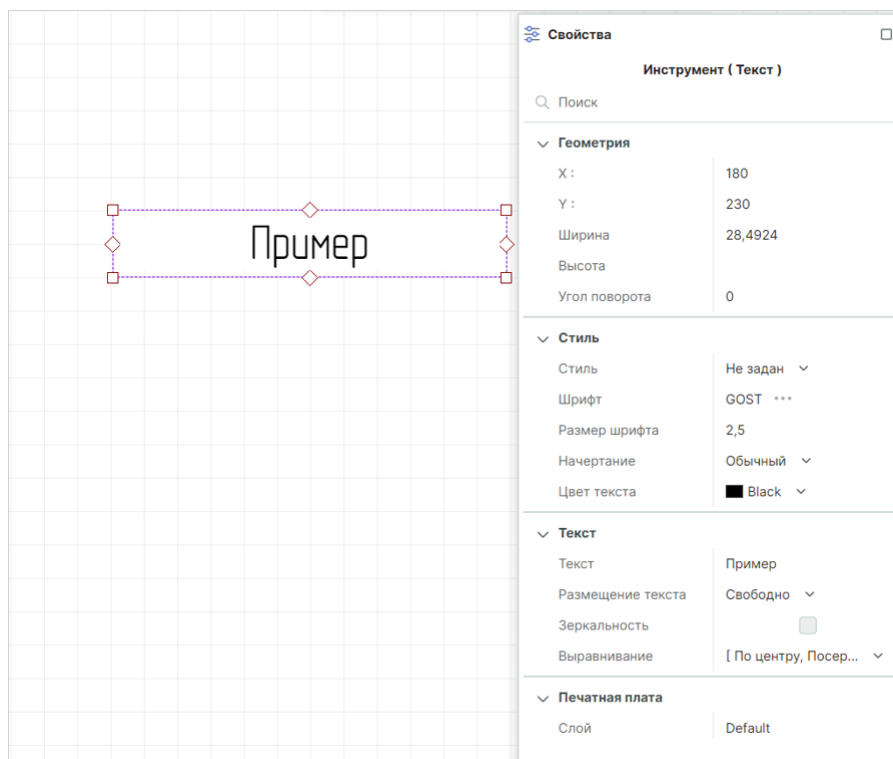 Свойства
Инструмент ( Текст )
Поиск
Геометрия
X : 180
Y : 230
Ширина 28,4924
Высота
Угол поворота 0
Стиль
Стиль Не задан
Шрифт GOST ...
Размер шрифта 2,5
Начертание Обычный
Цвет текста Black
Текст
Текст Пример
Размещение текста Свободно
Зеркальность
Выравнивание [ По центру, Посер...
Печатная плата
Слой Default
Пример